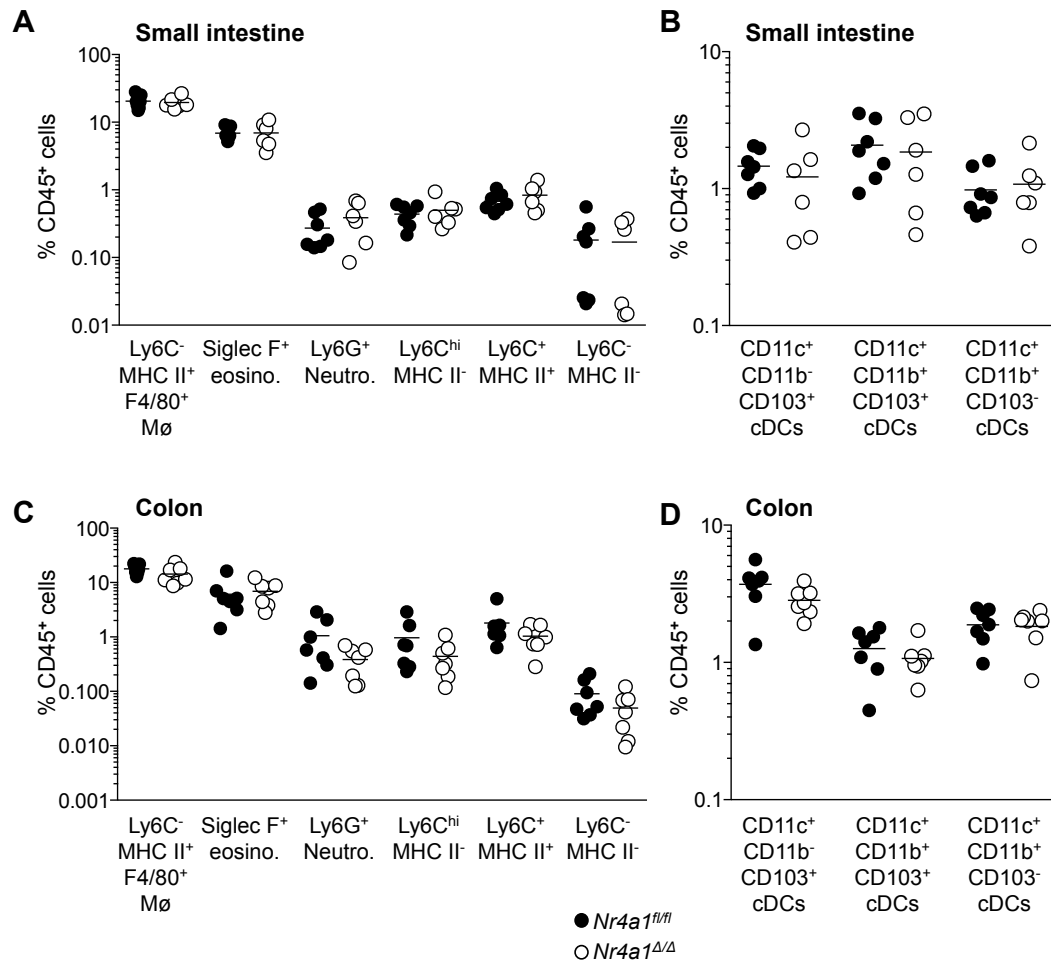 A
Small intestine
% CD45⁺ cells
100
10
1
0.10
0.01
Ly6C⁻
MHC II⁺
F4/80⁺
Mø
Siglec F⁺
eosino.
Ly6G⁺
Neutro.
Ly6Cʰⁱ
MHC II⁻
Ly6C⁺
MHC II⁺
Ly6C⁻
MHC II⁻
B
Small intestine
% CD45⁺ cells
10
1
0.1
CD11c⁺
CD11b⁻
CD103⁺
cDCs
CD11c⁺
CD11b⁺
CD103⁺
cDCs
CD11c⁺
CD11b⁺
CD103⁻
cDCs
C
Colon
% CD45⁺ cells
100
10
1
0.100
0.010
0.001
Ly6C⁻
MHC II⁺
F4/80⁺
Mø
Siglec F⁺
eosino.
Ly6G⁺
Neutro.
Ly6Cʰⁱ
MHC II⁻
Ly6C⁺
MHC II⁺
Ly6C⁻
MHC II⁻
D
Colon
% CD45⁺ cells
10
1
0.1
CD11c⁺
CD11b⁻
CD103⁺
cDCs
CD11c⁺
CD11b⁺
CD103⁺
cDCs
CD11c⁺
CD11b⁺
CD103⁻
cDCs
Nr4a1fl/fl
Nr4a1Δ/Δ